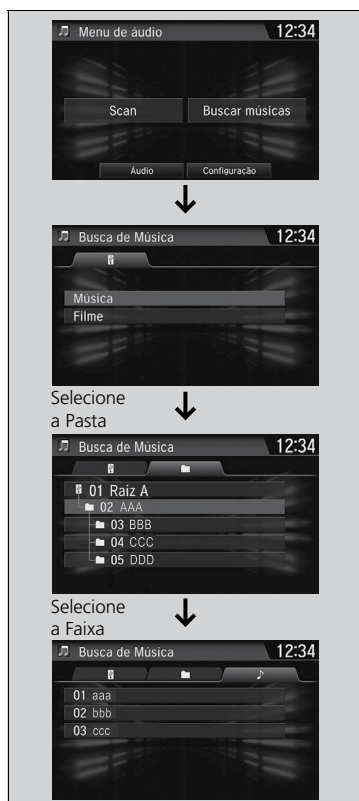 Menu de áudio 12:34
Scan Buscar músicas
Áudio Configuração
Busca de Música 12:34
Música
Filme
Selecione
a Pasta
Busca de Música 12:34
01 Raiz A
02 AAA
03 BBB
04 CCC
05 DDD
Selecione
a Faixa
Busca de Música 12:34
01 aaa
02 bbb
03 ccc